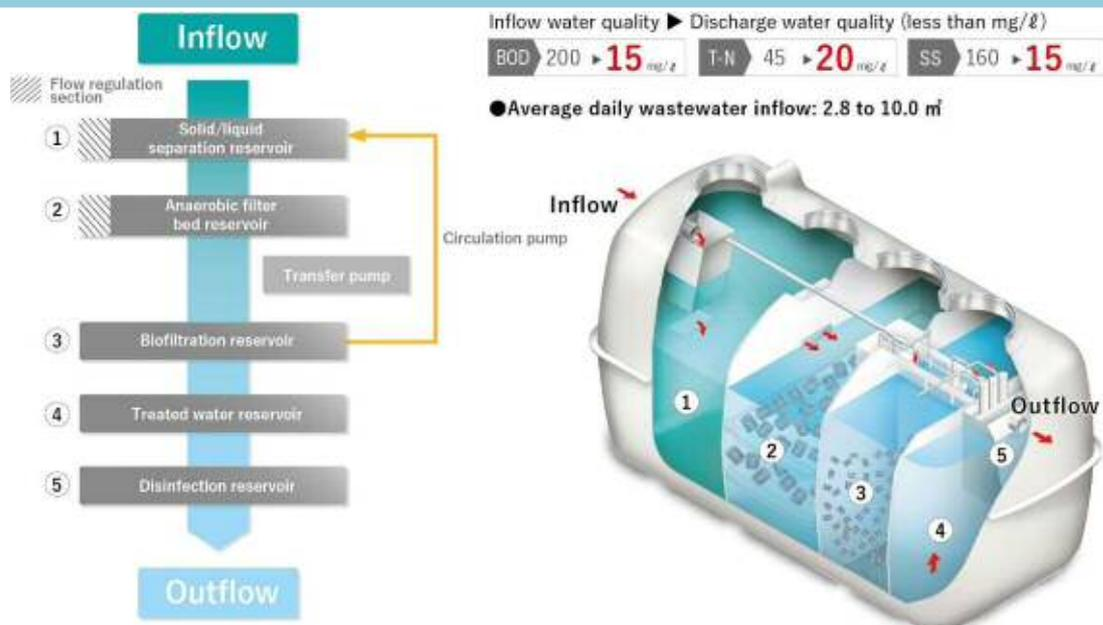 Inflow
Flow regulation
section
① Solid/liquid
separation reservoir
② Anaerobic filter
bed reservoir
Circulation pump
Transfer pump
③ Biofiltration reservoir
④ Treated water reservoir
⑤ Disinfection reservoir
Outflow
Inflow water quality ▶ Discharge water quality (less than mg/ℓ)
BOD 200 ▸ 15 mg/ℓ T-N 45 ▸ 20 mg/ℓ SS 160 ▸ 15 mg/ℓ
●Average daily wastewater inflow: 2.8 to 10.0 ㎥
Inflow
①
②
③
④
⑤
Outflow